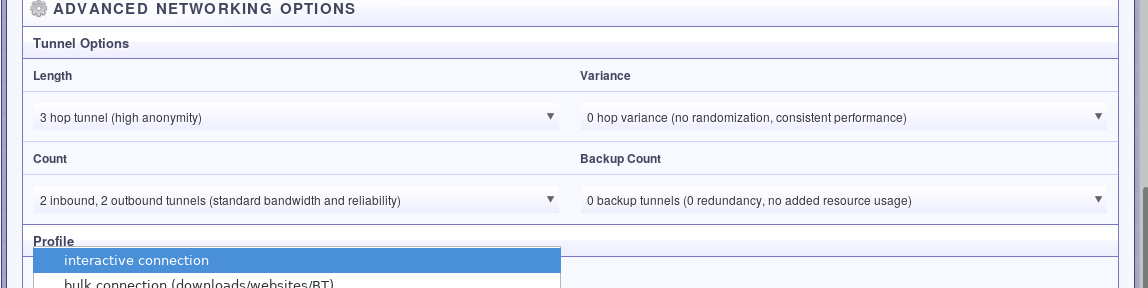 ADVANCED NETWORKING OPTIONS
Tunnel Options
Length Variance
3 hop tunnel (high anonymity) 0 hop variance (no randomization, consistent performance)
Count Backup Count
2 inbound, 2 outbound tunnels (standard bandwidth and reliability) 0 backup tunnels (0 redundancy, no added resource usage)
Profile
interactive connection
bulk connection (downloads/websites/BT)